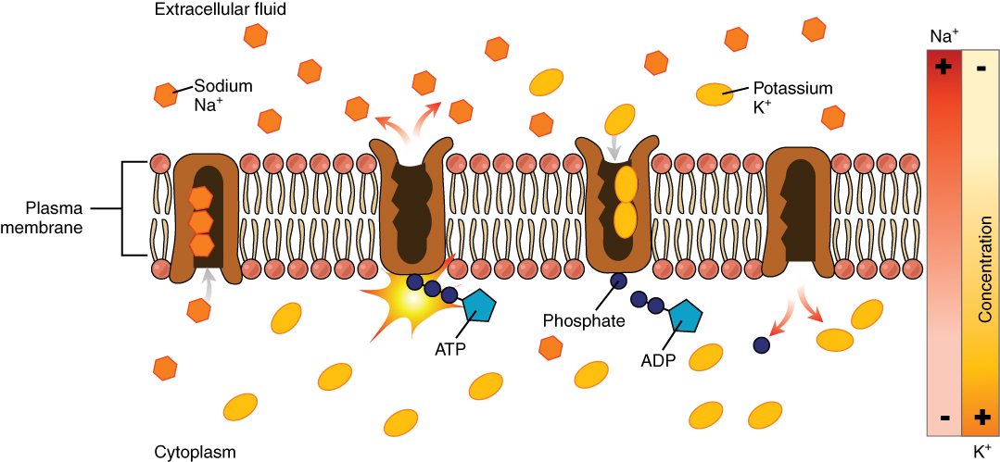 Extracellular fluid
Na⁺
+ -
Sodium
Na⁺
Potassium
K⁺
Plasma
membrane
Concentration
Phosphate
ATP
ADP
- +
Cytoplasm
K⁺